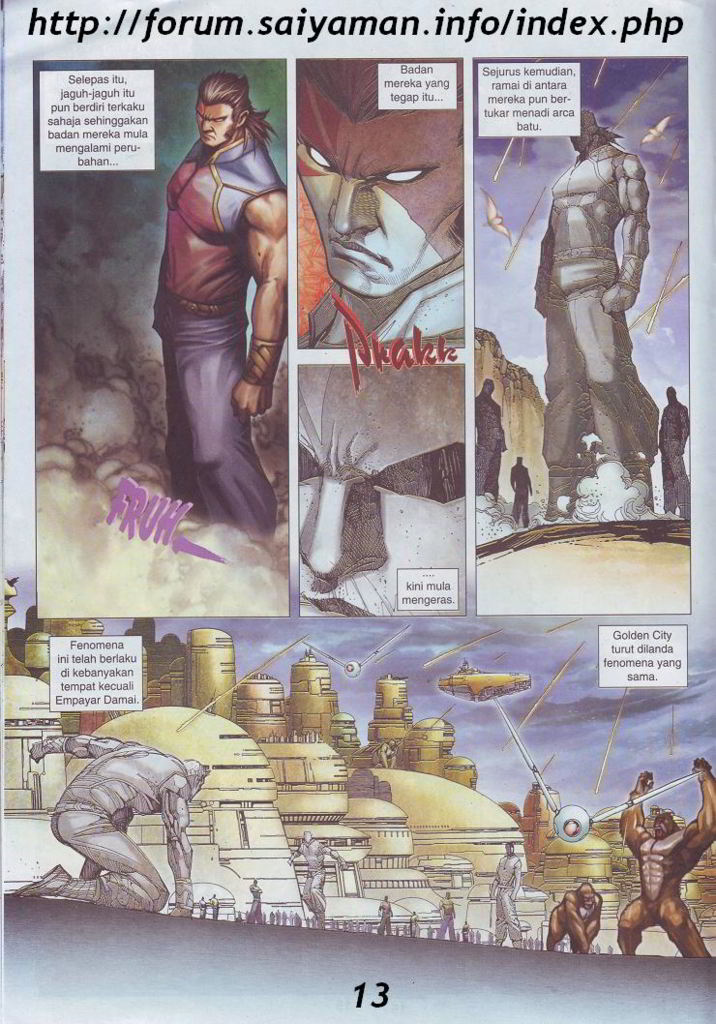 http://forum.saiyaman.info/index.php
Selepas itu,
jaguh-jaguh itu
pun berdiri terkaku
sahaja sehinggakan
badan mereka mula
mengalami peru-
bahan...
FRUH
Badan
mereka yang
tegap itu...
Akakk
....
kini mula
mengeras.
Sejurus kemudian,
ramai di antara
mereka pun ber-
tukar menadi arca
batu.
Fenomena
ini telah berlaku
di kebanyakan
tempat kecuali
Empayar Damai.
Golden City
turut dilanda
fenomena yang
sama.
13